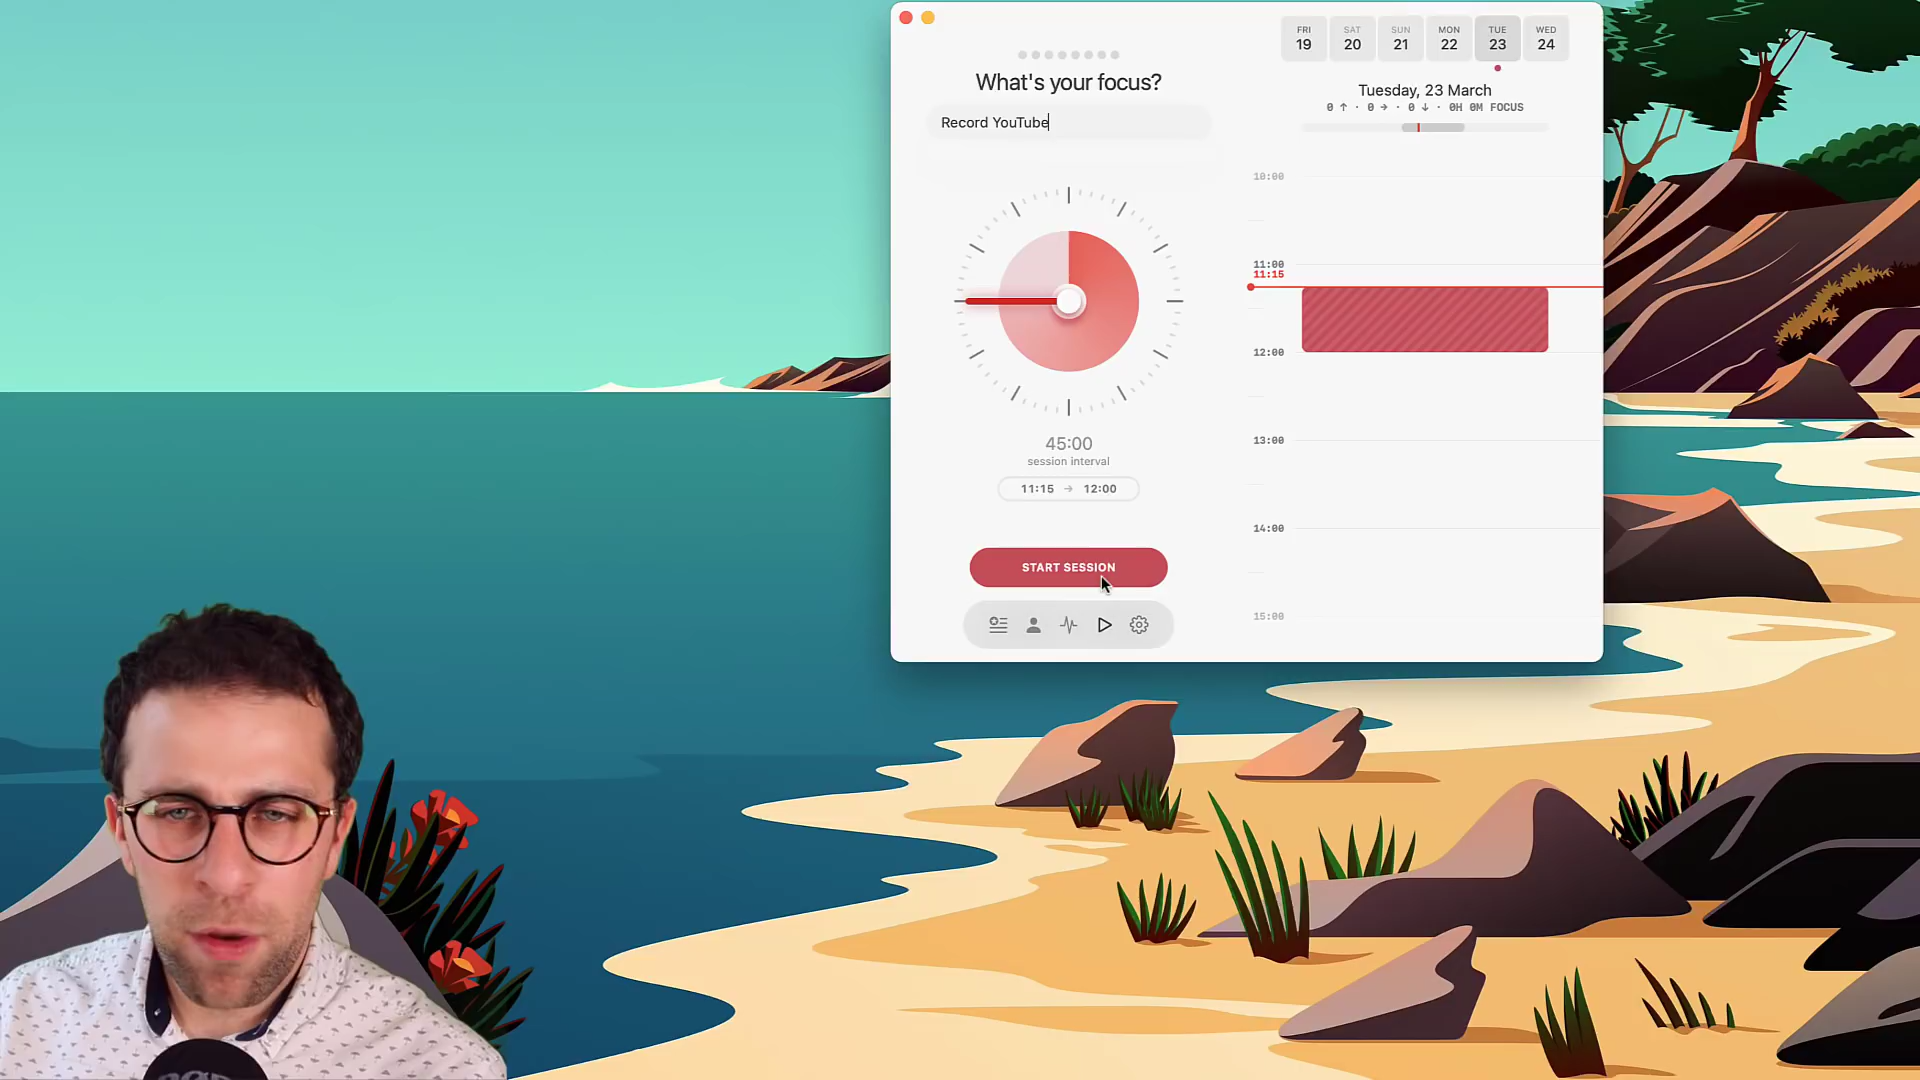 What's your focus?
Record YouTube
45:00
session interval
11:15 → 12:00
START SESSION
FRI
19
SAT
20
SUN
21
MON
22
TUE
23
WED
24
Tuesday, 23 March
0 ↑ · 0 → · 0 ↓ · 0H 0M FOCUS
10:00
11:00
11:15
12:00
13:00
14:00
15:00